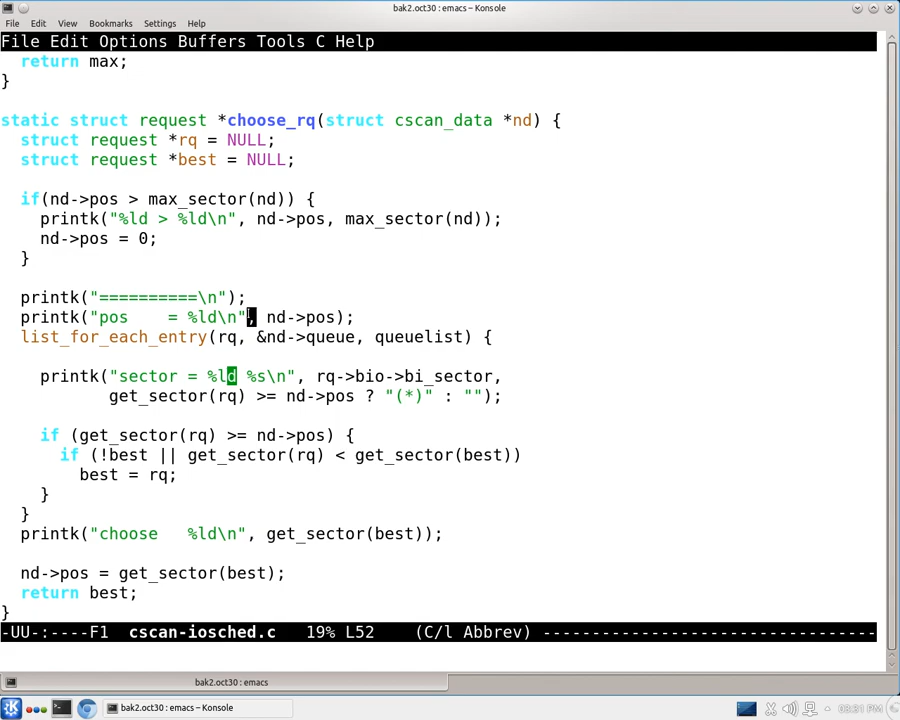 bak2.oct30 : emacs – Konsole
File Edit View Bookmarks Settings Help
File Edit Options Buffers Tools C Help
  return max;
}

static struct request *choose_rq(struct cscan_data *nd) {
  struct request *rq = NULL;
  struct request *best = NULL;

  if(nd->pos > max_sector(nd)) {
    printk("%ld > %ld\n", nd->pos, max_sector(nd));
    nd->pos = 0;
  }

  printk("==========\n");
  printk("pos    = %ld\n", nd->pos);
  list_for_each_entry(rq, &nd->queue, queuelist) {

    printk("sector = %ld %s\n", rq->bio->bi_sector,
           get_sector(rq) >= nd->pos ? "(*)" : "");

    if (get_sector(rq) >= nd->pos) {
      if (!best || get_sector(rq) < get_sector(best))
        best = rq;
    }
  }
  printk("choose   %ld\n", get_sector(best));

  nd->pos = get_sector(best);
  return best;
}
-UU-:----F1  cscan-iosched.c   19% L52    (C/l Abbrev) ----------------------------------
bak2.oct30 : emacs
bak2.oct30 : emacs – Konsole
03:31 PM